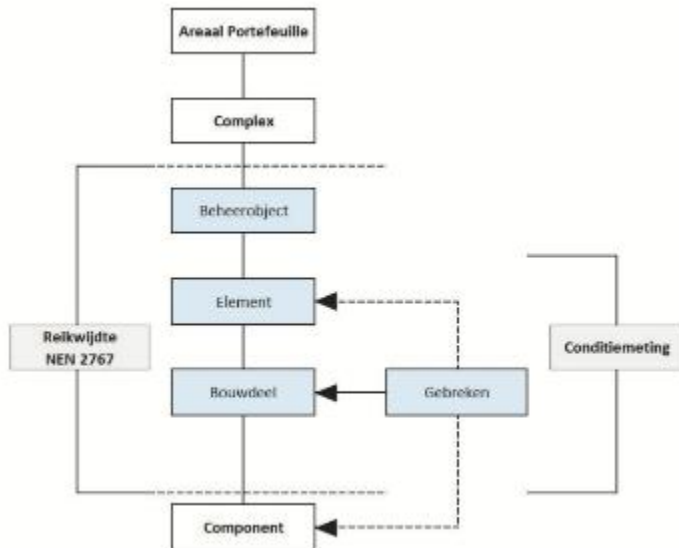 Areaal Portefeuille
Complex
Beheerobject
Element
Reikwijdte
NEN 2767
Conditiemeting
Bouwdeel
Gebreken
Component